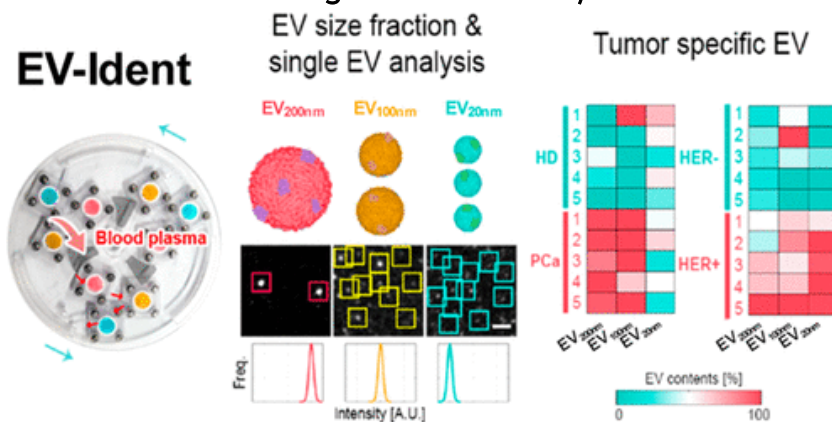 EV-Ident
Blood plasma
EV size fraction &
single EV analysis
EV200nm
EV100nm
EV20nm
Freq.
Intensity [A.U.]
Tumor specific EV
HD
1
2
3
4
5
PCa
1
2
3
4
5
EV200nm
EV100nm
EV20nm
HER-
1
2
3
4
5
HER+
1
2
3
4
5
EV200nm
EV100nm
EV20nm
EV contents [%]
0
100